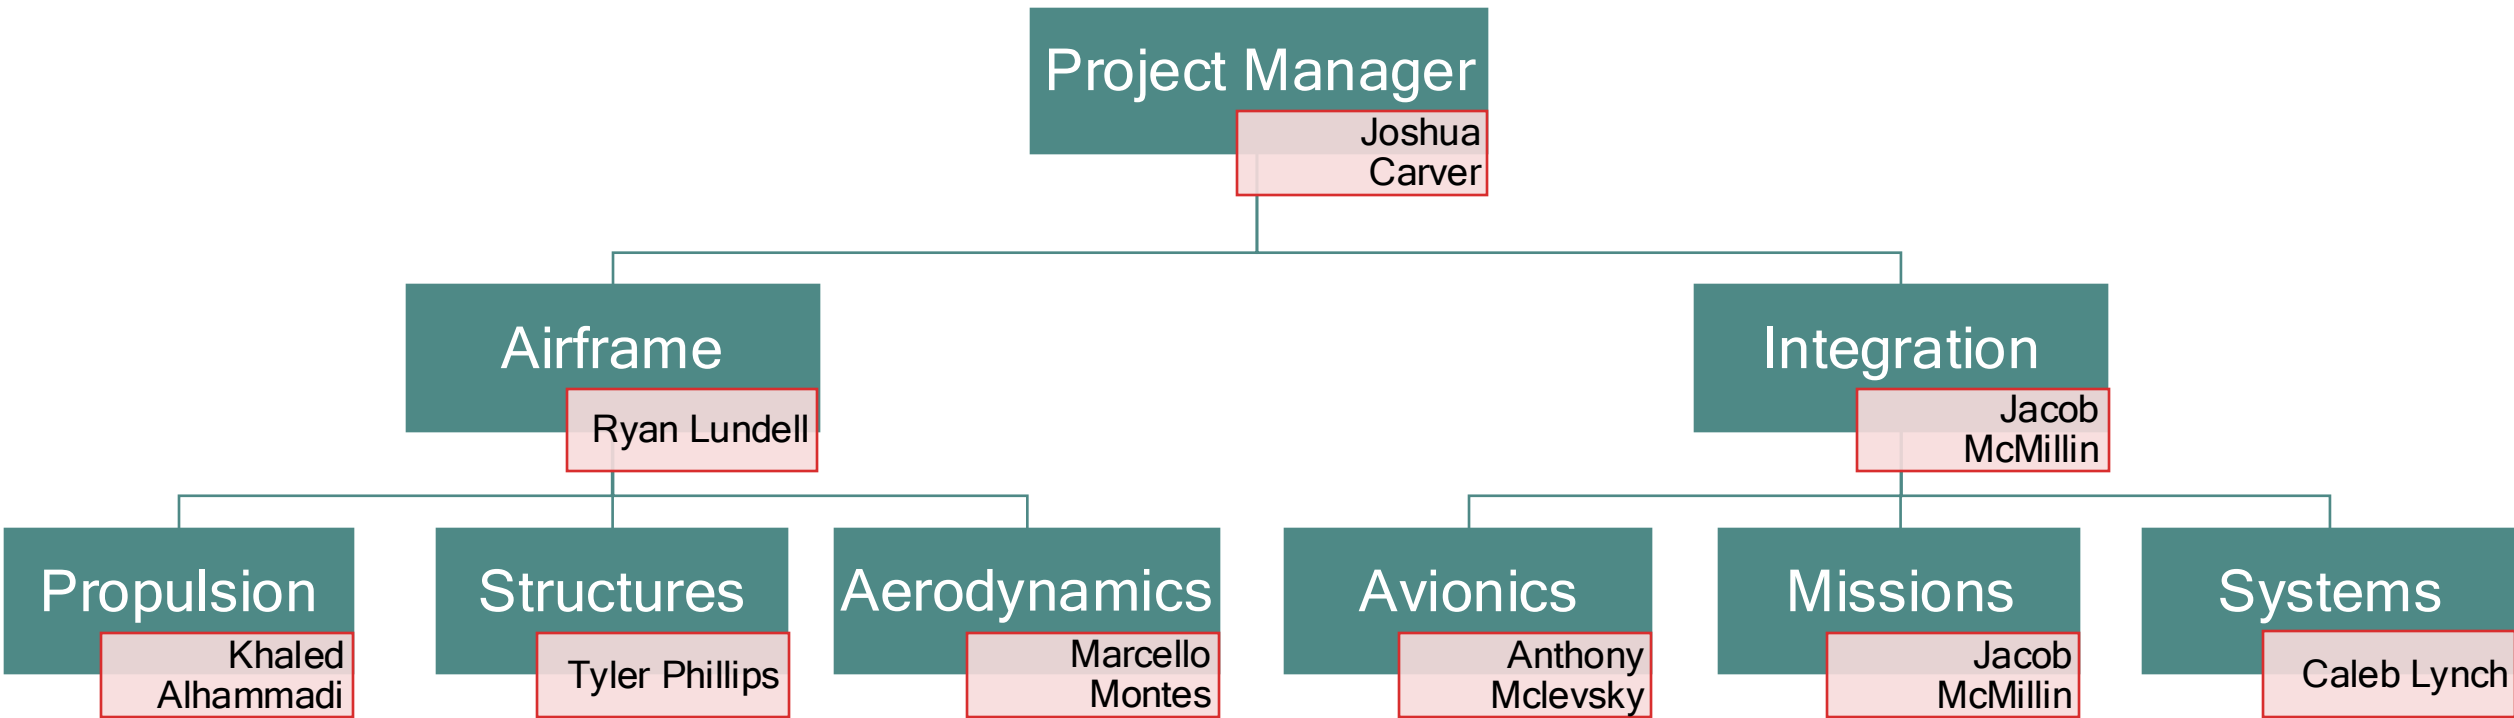 Project Manager
Joshua
Carver
Airframe
Ryan Lundell
Integration
Jacob
McMillin
Propulsion
Khaled
Alhammadi
Structures
Tyler Phillips
Aerodynamics
Marcello
Montes
Avionics
Anthony
Mclevsky
Missions
Jacob
McMillin
Systems
Caleb Lynch